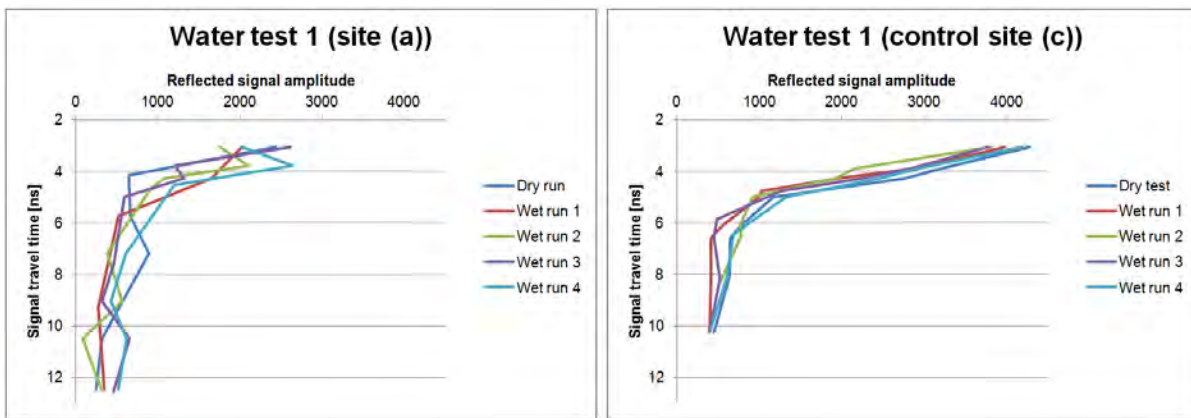 Water test 1 (site (a))
Reflected signal amplitude
0 1000 2000 3000 4000
2
4
6
8
10
12
Signal travel time [ns]
Dry run
Wet run 1
Wet run 2
Wet run 3
Wet run 4
Water test 1 (control site (c))
Reflected signal amplitude
0 1000 2000 3000 4000
2
4
6
8
10
12
Signal travel time [ns]
Dry test
Wet run 1
Wet run 2
Wet run 3
Wet run 4